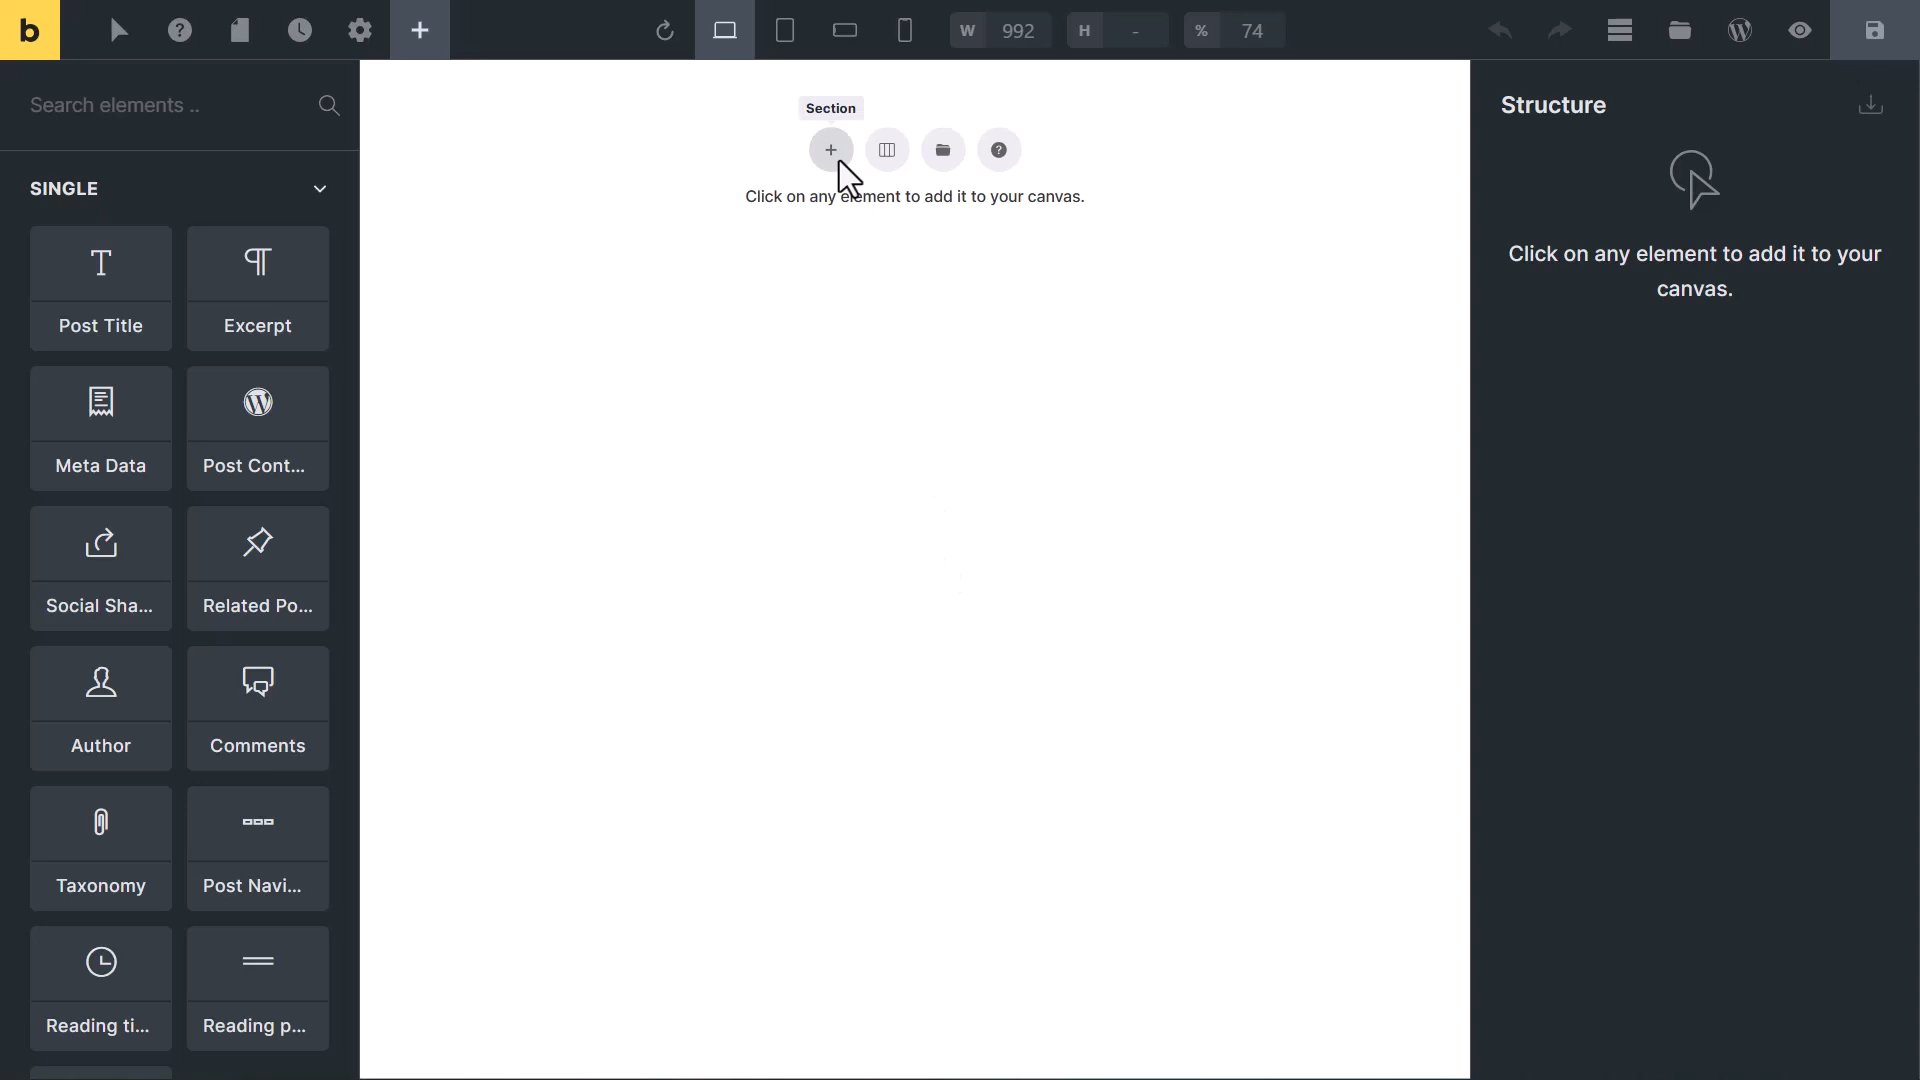 b
?
W 992
H -
% 74
Search elements ..
SINGLE
Post Title
Excerpt
Meta Data
Post Cont...
Social Sha...
Related Po...
Author
Comments
Taxonomy
Post Navi...
Reading ti...
Reading p...
Section
?
Click on any element to add it to your canvas.
Structure
Click on any element to add it to your
canvas.